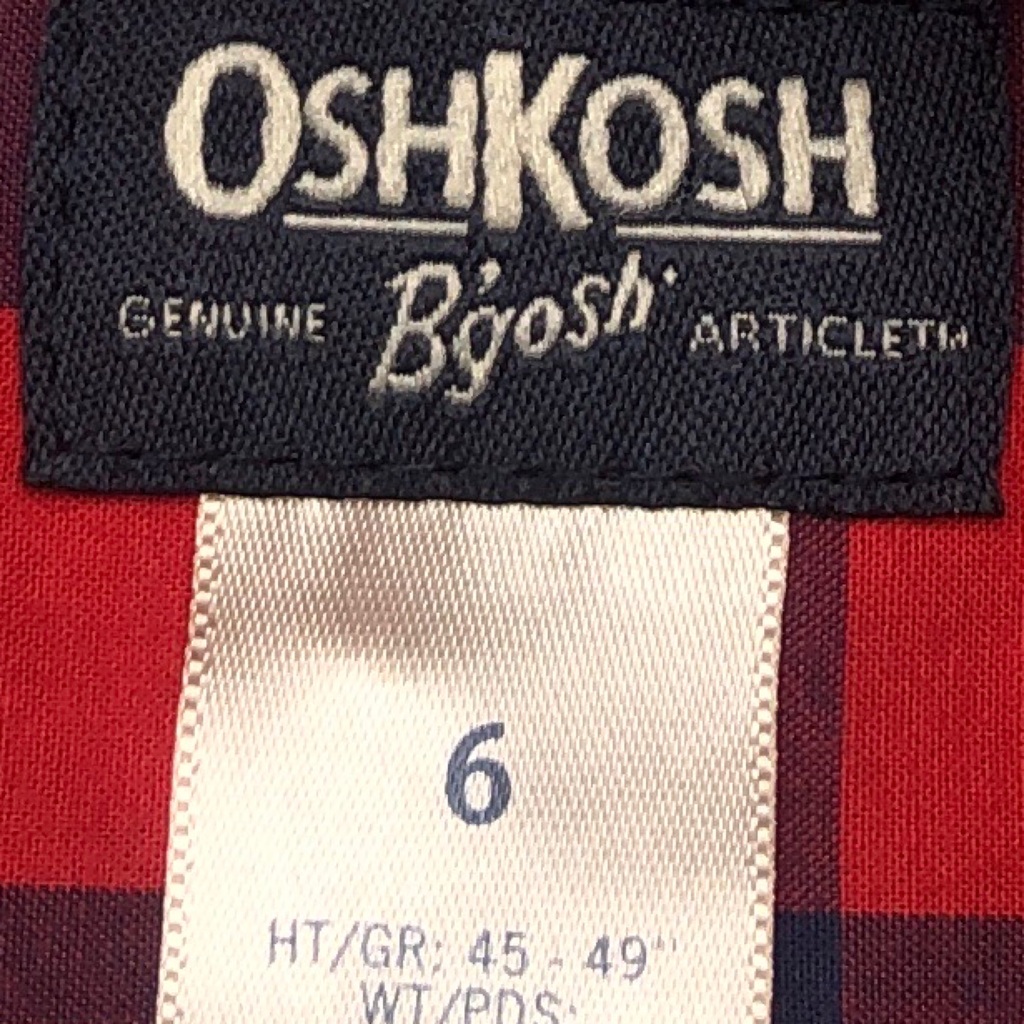 OSHKOSH
GENUINE B'gosh ARTICLE™
6
HT/GR: 45 - 49"
WT/PDS: